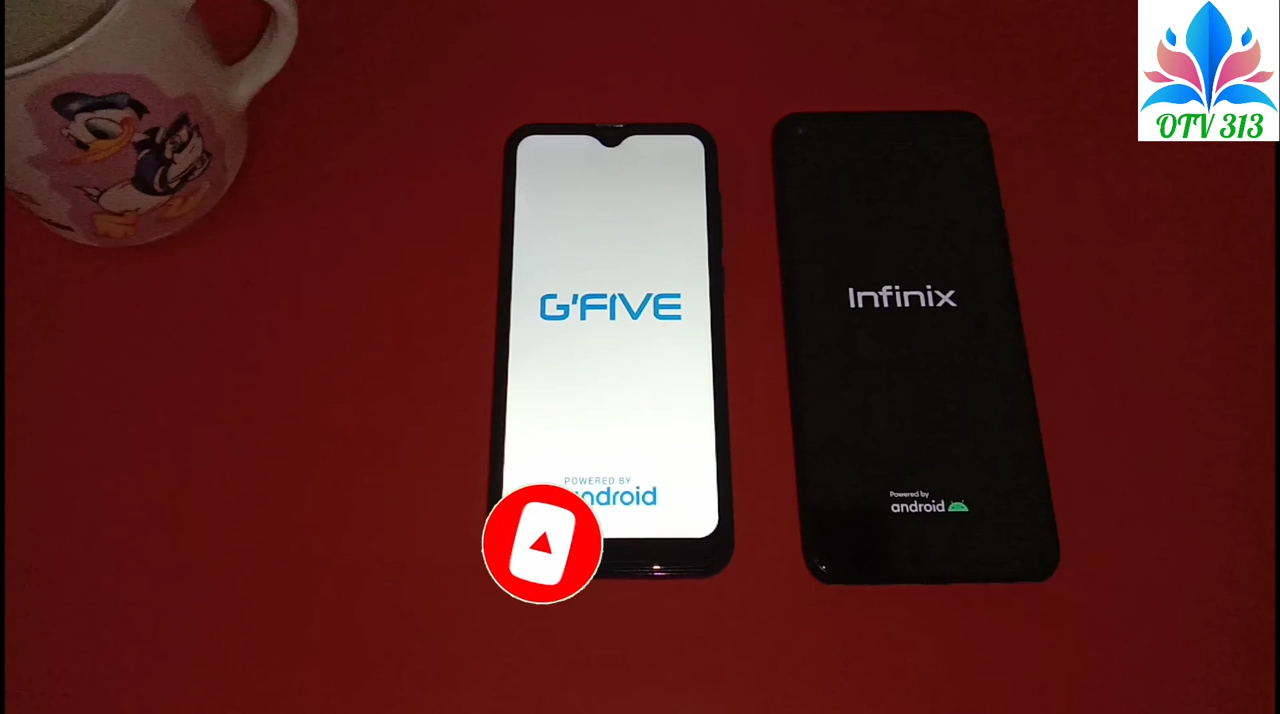 OTV 313
G'FIVE
POWERED BY
android
Infinix
Powered by
android